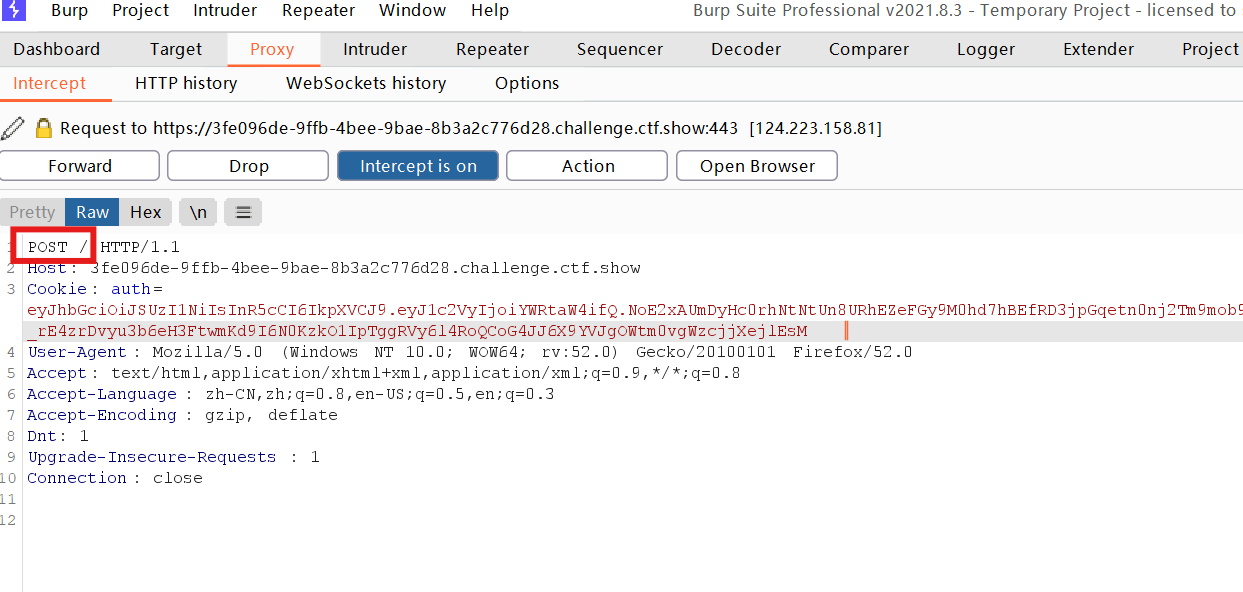 Burp Project Intruder Repeater Window Help Burp Suite Professional v2021.8.3 - Temporary Project - licensed to
Dashboard Target Proxy Intruder Repeater Sequencer Decoder Comparer Logger Extender Project
Intercept HTTP history WebSockets history Options
Request to https://3fe096de-9ffb-4bee-9bae-8b3a2c776d28.challenge.ctf.show:443 [124.223.158.81]
Forward Drop Intercept is on Action Open Browser
Pretty Raw Hex \n
1 POST / HTTP/1.1
2 Host: 3fe096de-9ffb-4bee-9bae-8b3a2c776d28.challenge.ctf.show
3 Cookie: auth=
eyJhbGciOiJSUzI1NiIsInR5cCI6IkpXVCJ9.eyJ1c2VyIjoiYWRtaW4ifQ.NoE2xAUmDyHc0rhNtNtUn8URhEZeFGy9M0hd7hBEfRD3jpGqetn0nj2Tm9mob9
_rE4zrDvyu3b6eH3FtwmKd9I6N0KzkO1IpTggRVy6l4RoQCoG4JJ6X9YVJgOWtm0vgWzcjjXejlEsM
4 User-Agent: Mozilla/5.0 (Windows NT 10.0; WOW64; rv:52.0) Gecko/20100101 Firefox/52.0
5 Accept: text/html,application/xhtml+xml,application/xml;q=0.9,*/*;q=0.8
6 Accept-Language: zh-CN,zh;q=0.8,en-US;q=0.5,en;q=0.3
7 Accept-Encoding: gzip, deflate
8 Dnt: 1
9 Upgrade-Insecure-Requests: 1
10 Connection: close
11
12